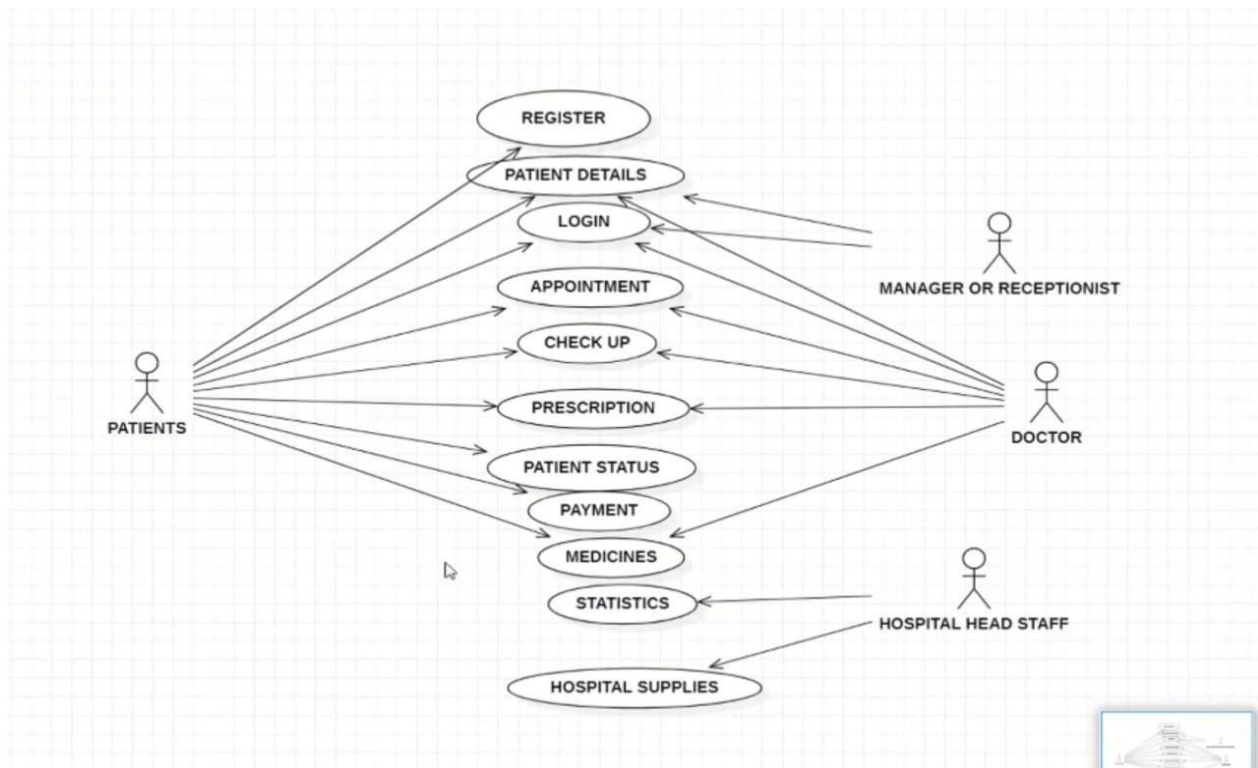 REGISTER
PATIENT DETAILS
LOGIN
APPOINTMENT
CHECK UP
PRESCRIPTION
PATIENT STATUS
PAYMENT
MEDICINES
STATISTICS
HOSPITAL SUPPLIES
PATIENTS
MANAGER OR RECEPTIONIST
DOCTOR
HOSPITAL HEAD STAFF